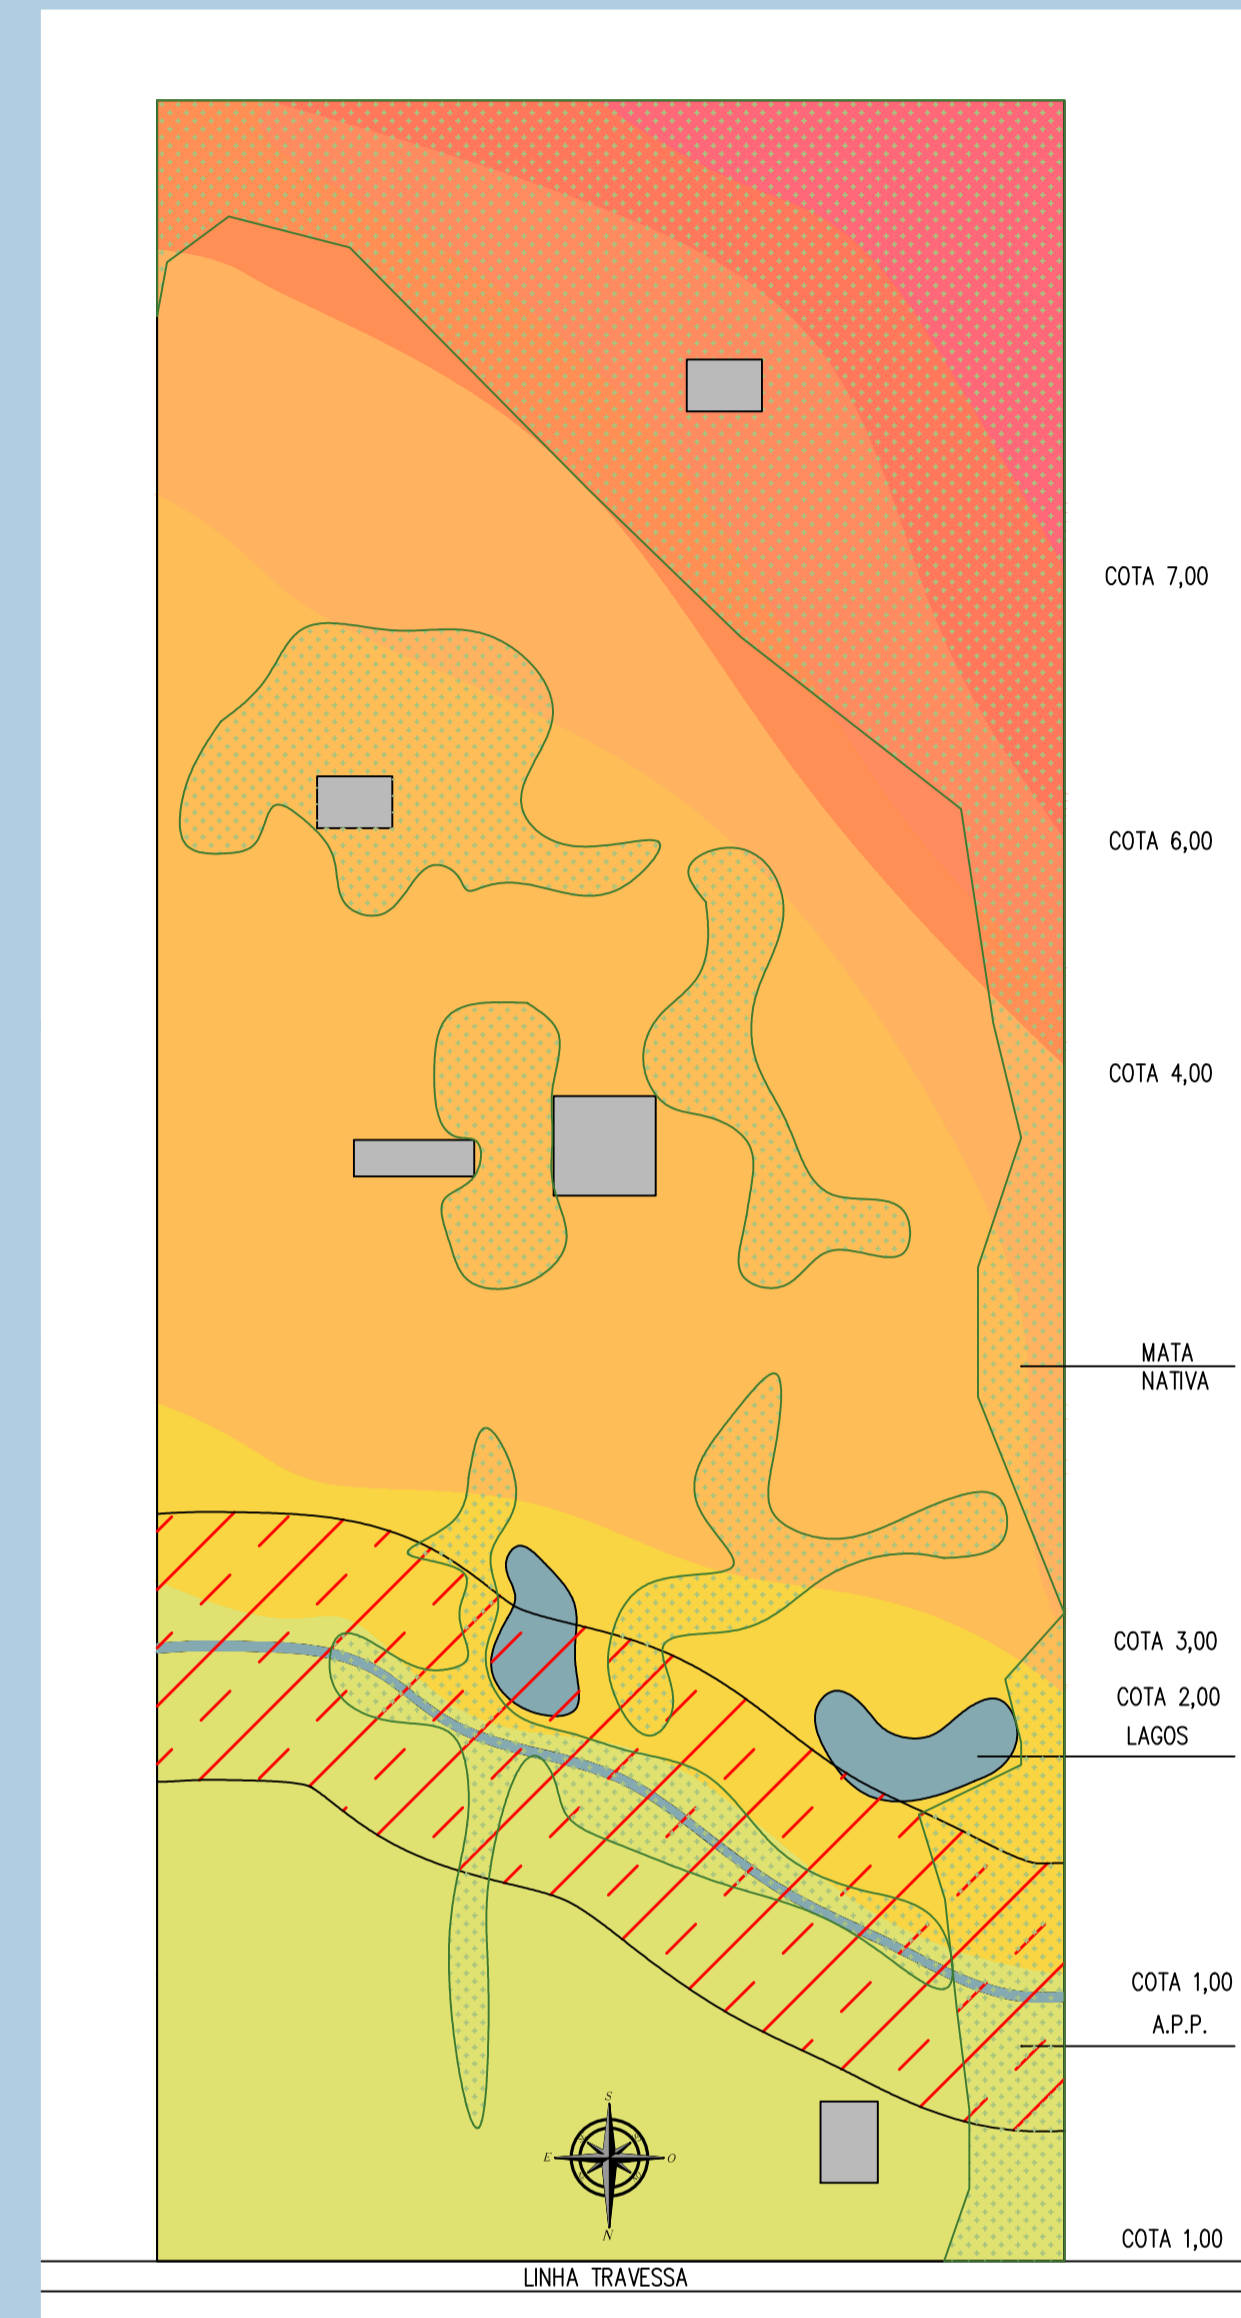 COTA 7,00
COTA 6,00
COTA 4,00
MATA
NATIVA
COTA 3,00
COTA 2,00
LAGOS
COTA 1,00
A.P.P.
S
E O
N
COTA 1,00
LINHA TRAVESSA